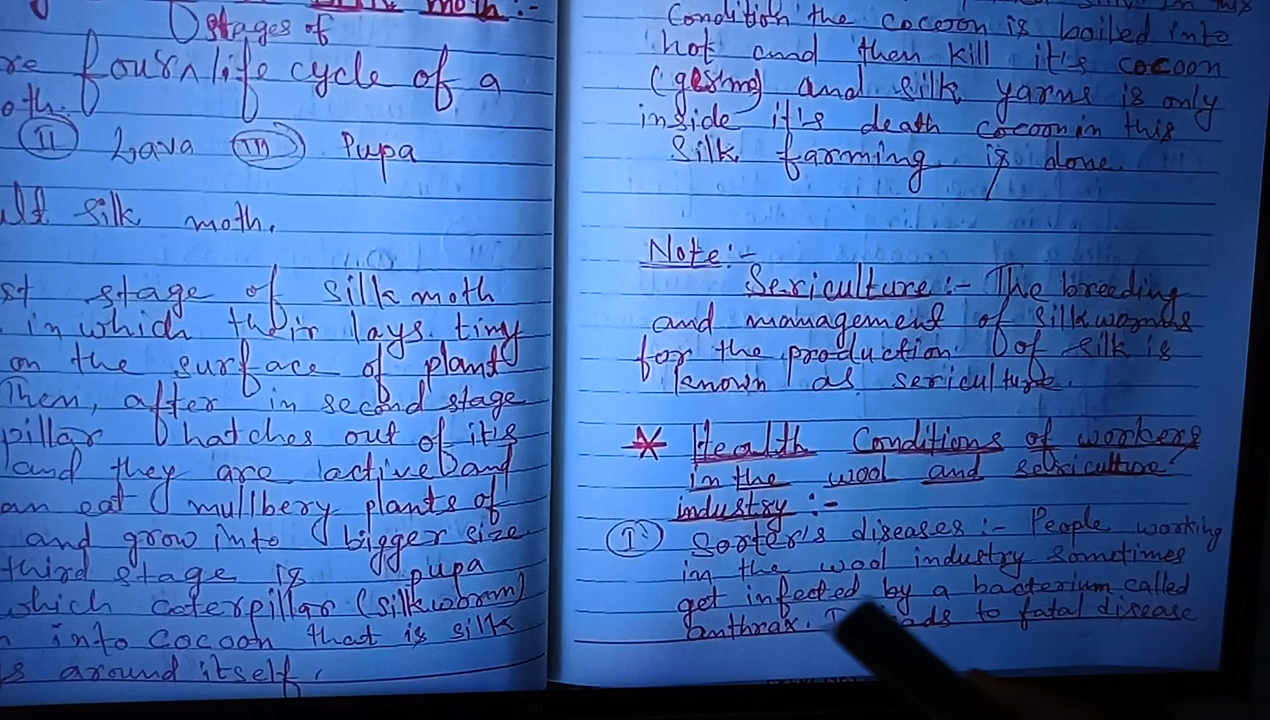 moth:-
stages of
four^life cycle of a
oth.
II Lava III Pupa
silk moth.
st stage of silk moth
in which their lays tiny
on the surface of plant
Then, after in second stage
pillar hatches out of it's
and they are active and
an eat mullbery plants of
and grow into bigger size
third stage is pupa
which caterpillar (silkworm)
into cocoon that is silk
s around itself.
Condition the cocoon is boiled into
hot and then kill it's cocoon
and silk yarns is only
inside it's death cocoon in this
silk farming is done.
Note:-
Sericulture:- The breeding
and management of silkworms
for the production of silk is
known as sericulture.
Health Conditions of workers
in the wool and sericulture
industry:-
I Sorter's diseases:- People working
in the wool industry sometimes
get infected by a bacterium called
anthrax. to fatal disease